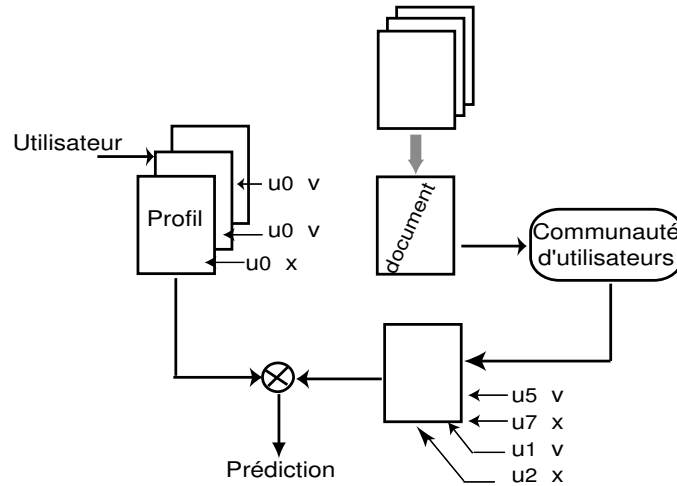 Utilisateur
u0 v
Profil
u0 v
u0 x
document
Communauté
d'utilisateurs
u5 v
u7 x
u1 v
u2 x
Prédiction